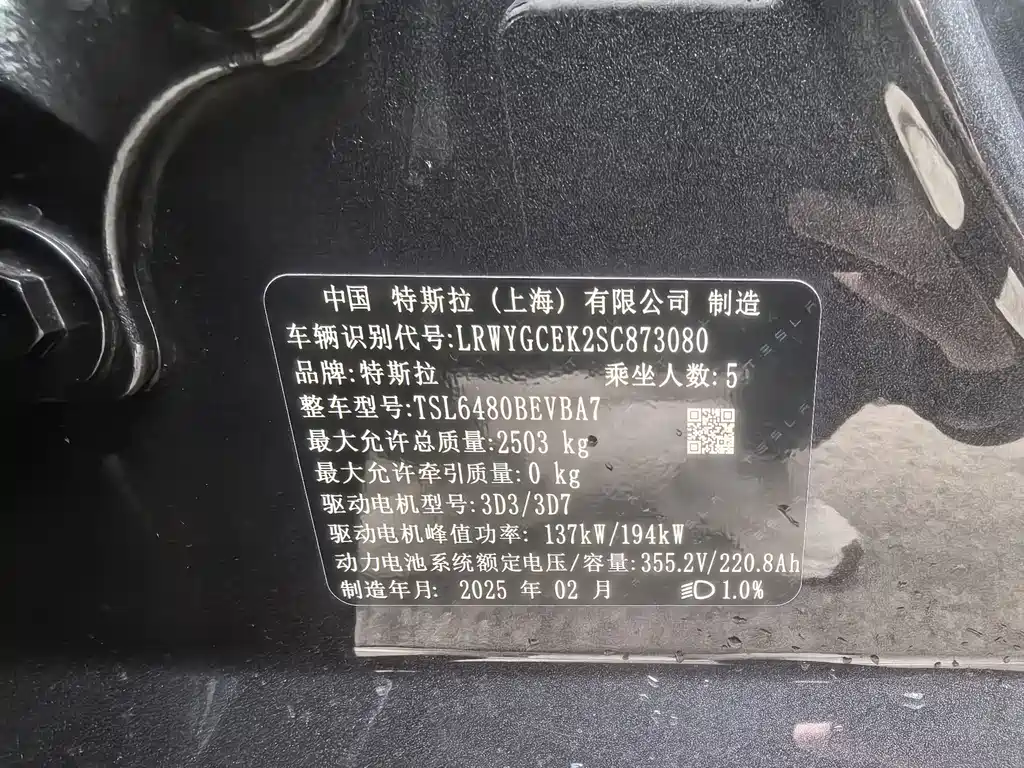 中国 特斯拉 (上海) 有限公司 制造
车辆识别代号:LRWYGCEK2SC873080
品牌:特斯拉 乘坐人数:5
整车型号:TSL6480BEVBA7
最大允许总质量:2503 kg
最大允许牵引质量:0 kg
驱动电机型号:3D3/3D7
驱动电机峰值功率: 137kW/194kW
动力电池系统额定电压/容量:355.2V/220.8Ah
制造年月: 2025 年 02 月 1.0%
TESLA
TESLA